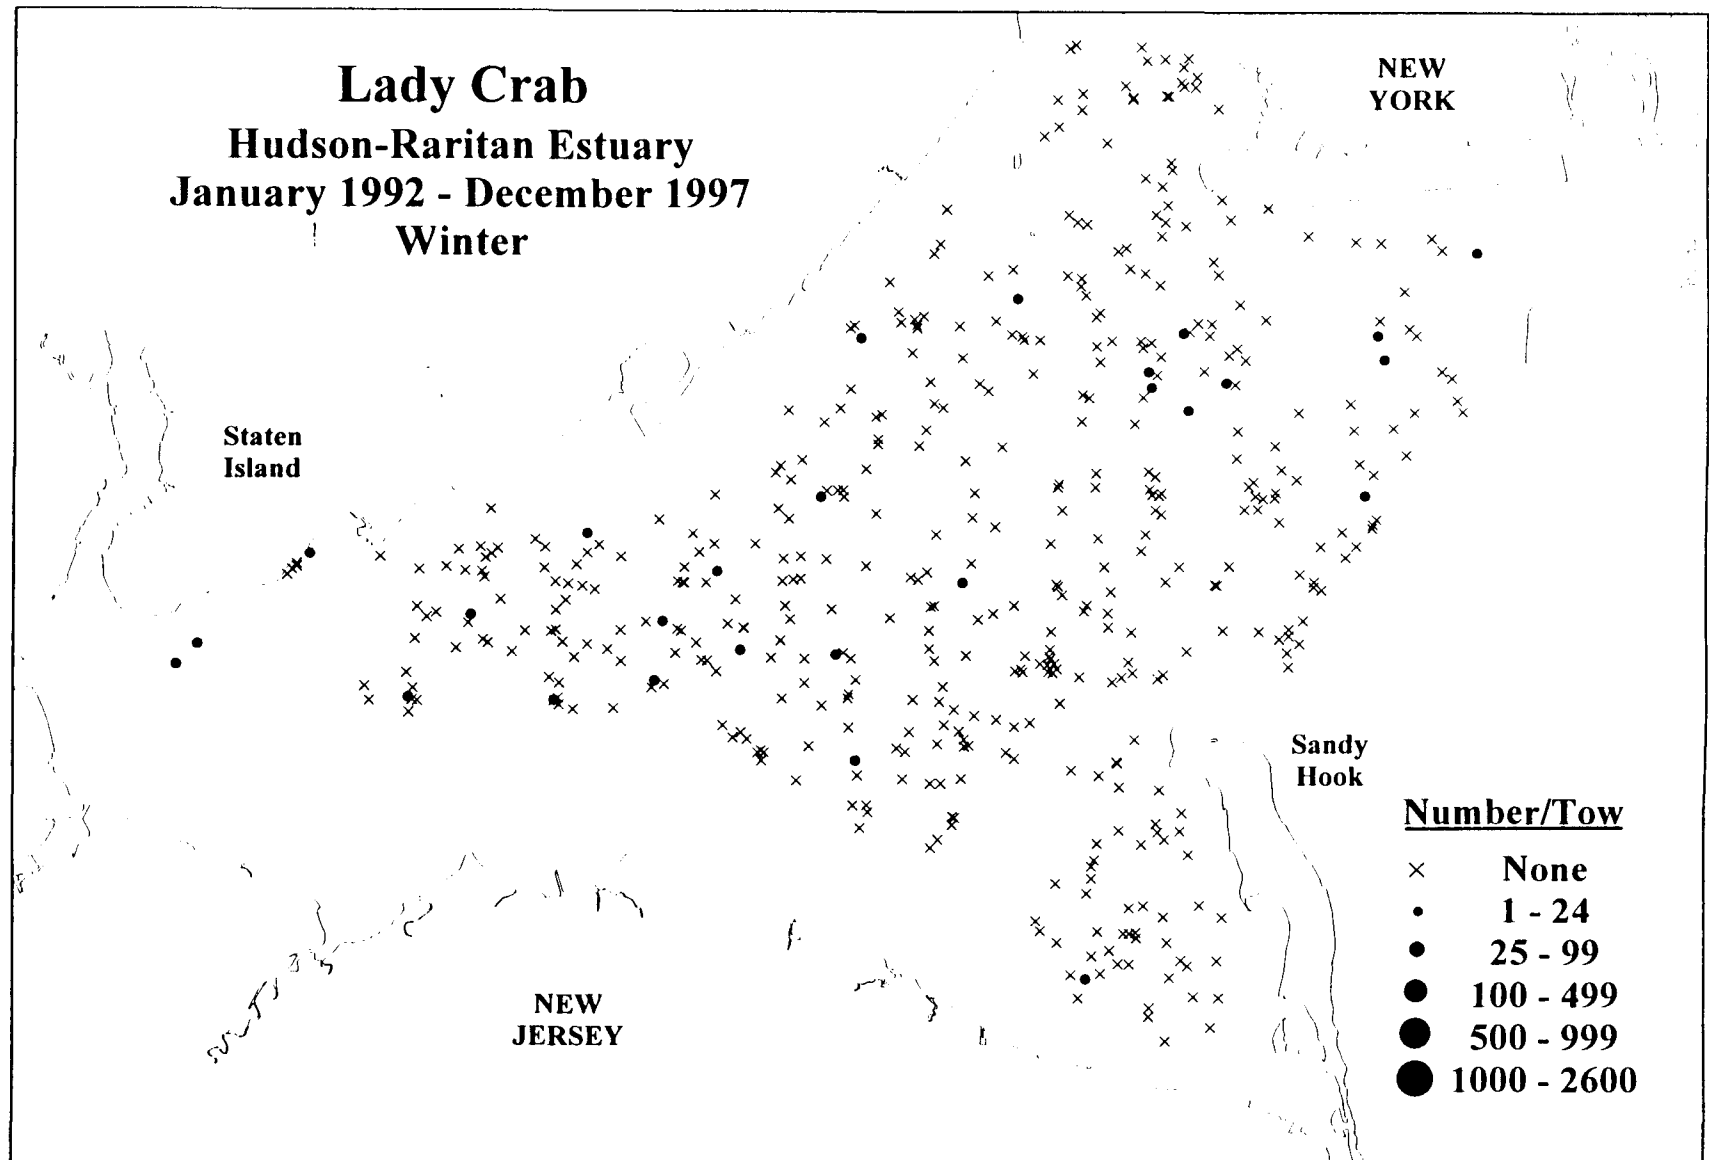 Lady Crab
Hudson-Raritan Estuary
January 1992 - December 1997
Winter
NEW
YORK
Staten
Island
Sandy
Hook
NEW
JERSEY
Number/Tow
None
1 - 24
25 - 99
100 - 499
500 - 999
1000 - 2600